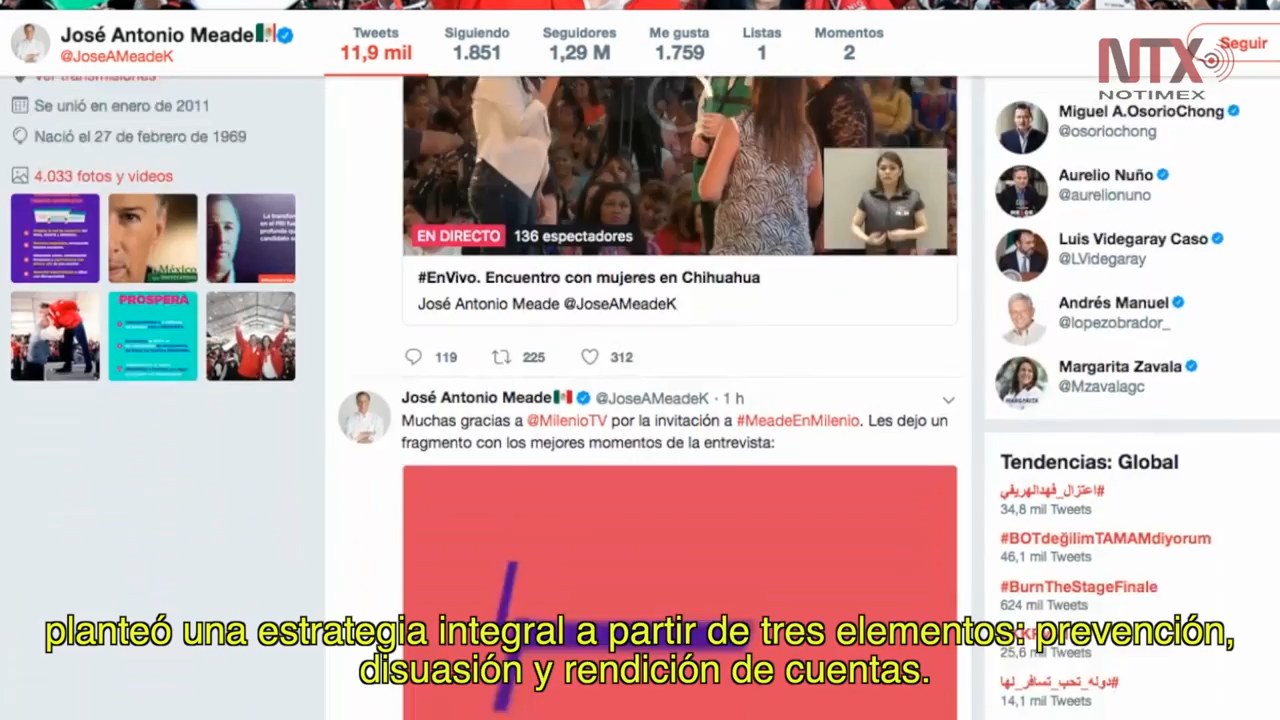 José Antonio Meade
@JoseAMeadeK
Tweets
11,9 mil
Siguiendo
1.851
Seguidores
1,29 M
Me gusta
1.759
Listas
1
Momentos
2
Seguir
NTX
NOTIMEX
Ver transmisiones
Se unió en enero de 2011
Nació el 27 de febrero de 1969
4.033 fotos y videos
PROSPERA
EN DIRECTO 136 espectadores
#EnVivo. Encuentro con mujeres en Chihuahua
José Antonio Meade @JoseAMeadeK
119 225 312
José Antonio Meade @JoseAMeadeK · 1 h
Muchas gracias a @MilenioTV por la invitación a #MeadeEnMilenio. Les dejo un
fragmento con los mejores momentos de la entrevista:
Miguel A.OsorioChong
@osoriochong
Aurelio Nuño
@aurelionuno
Luis Videgaray Caso
@LVidegaray
Andrés Manuel
@lopezobrador_
Margarita Zavala
@Mzavalagc
Tendencias: Global
#اعتزال_فهدالهريفي
34,8 mil Tweets
#BOTdeğilimTAMAMdiyorum
46,1 mil Tweets
#BurnTheStageFinale
624 mil Tweets
25,6 mil Tweets
#دوله_تحب_تسافر_لها
14,1 mil Tweets
planteó una estrategia integral a partir de tres elementos: prevención,
disuasión y rendición de cuentas.